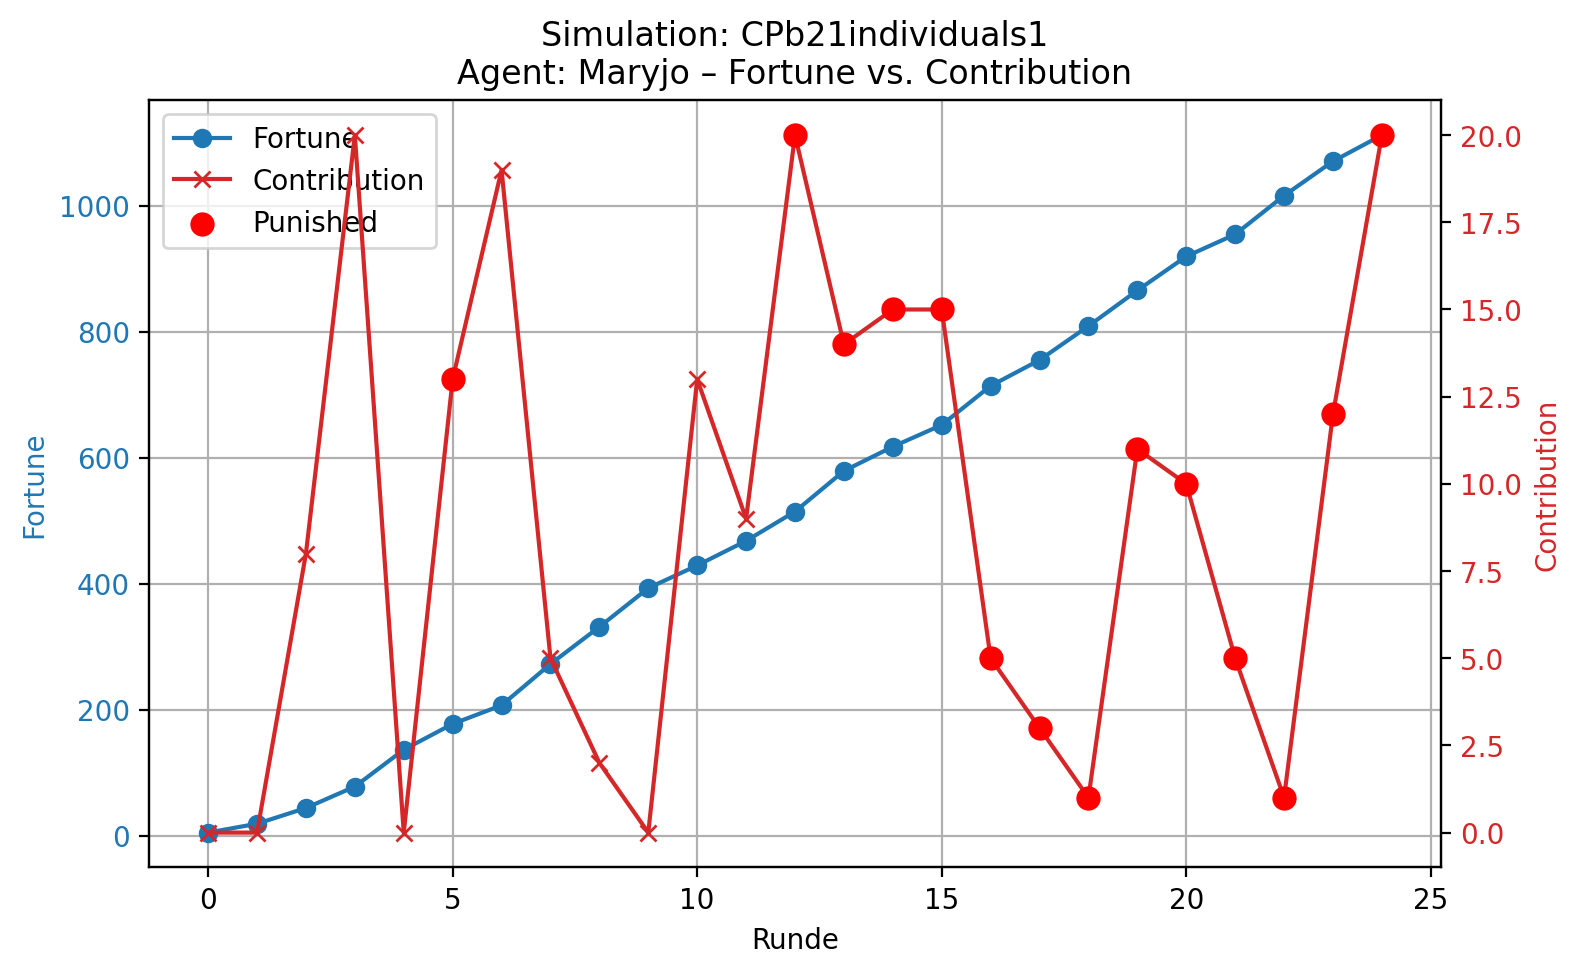 Simulation: CPb21individuals1
Agent: Maryjo – Fortune vs. Contribution
Fortune
Contribution
Punished
1000
800
600
400
200
0
Fortune
20.0
17.5
15.0
12.5
10.0
7.5
5.0
2.5
0.0
Contribution
0 5 10 15 20 25
Runde